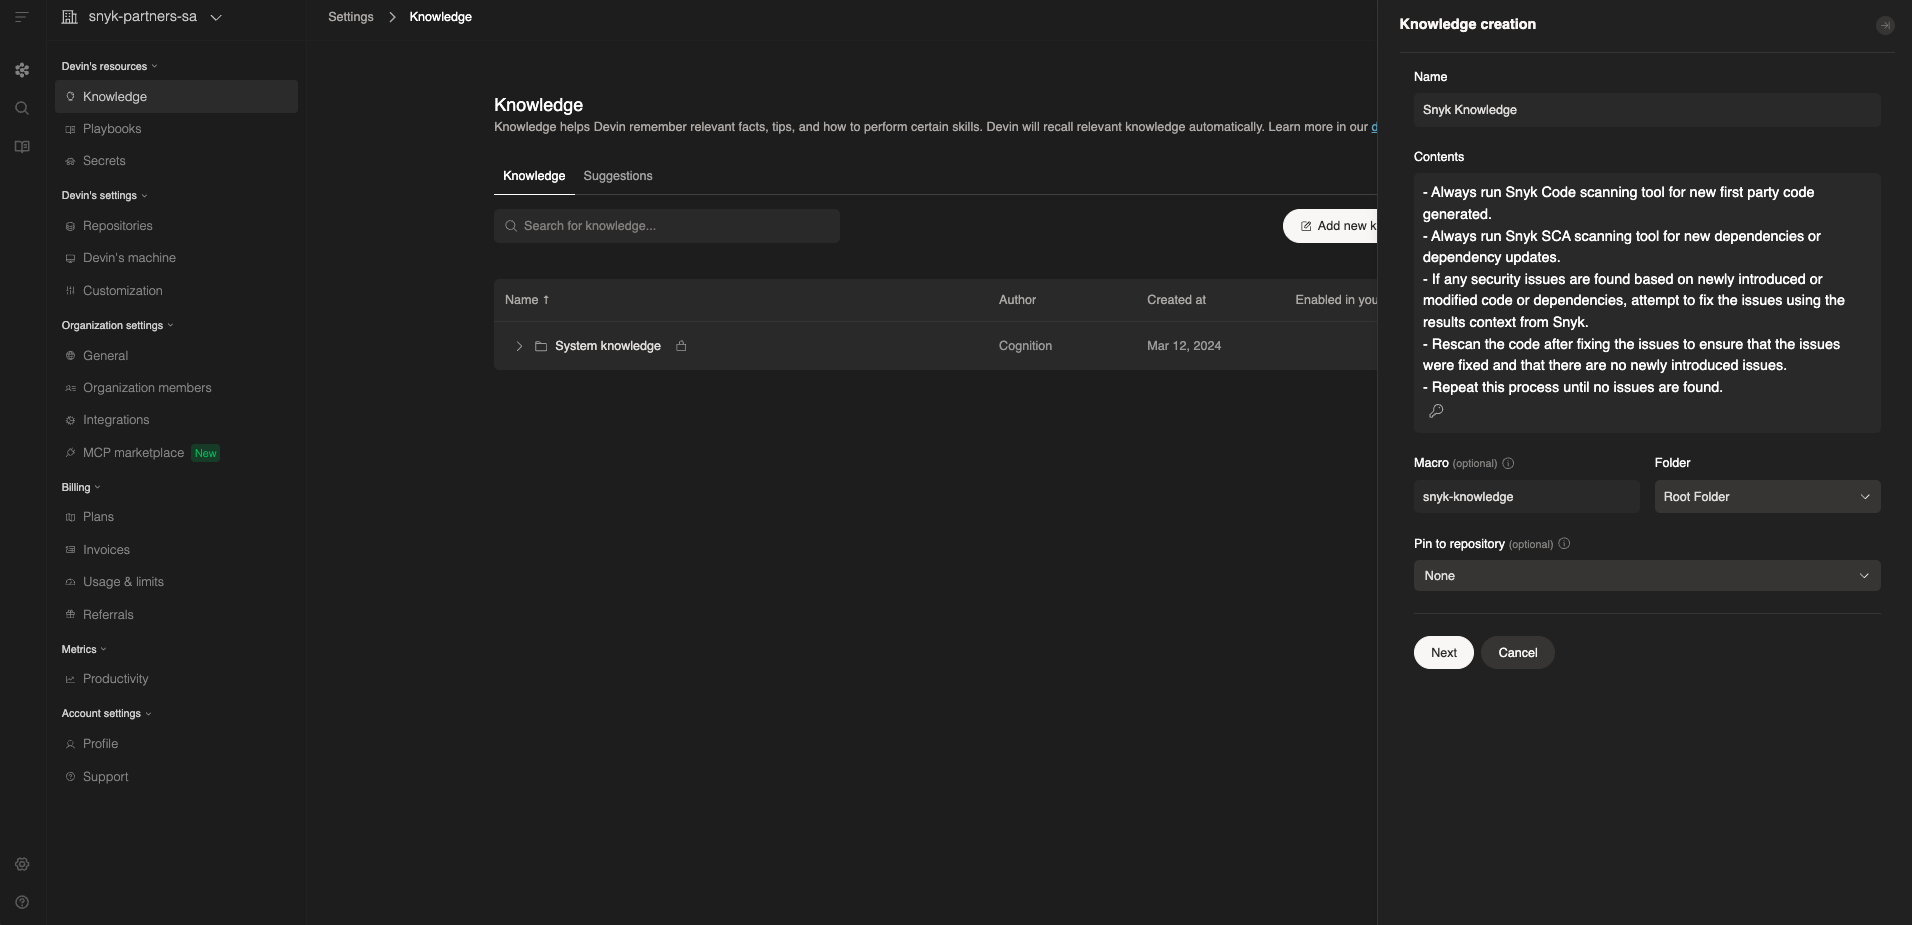 snyk-partners-sa
Devin's resources
Knowledge
Playbooks
Secrets
Devin's settings
Repositories
Devin's machine
Customization
Organization settings
General
Organization members
Integrations
MCP marketplace New
Billing
Plans
Invoices
Usage & limits
Referrals
Metrics
Productivity
Account settings
Profile
Support
Settings > Knowledge
Knowledge
Knowledge helps Devin remember relevant facts, tips, and how to perform certain skills. Devin will recall relevant knowledge automatically. Learn more in our d
Knowledge Suggestions
Search for knowledge...
Add new k
Name ↑ Author Created at Enabled in you
System knowledge Cognition Mar 12, 2024
Knowledge creation
Name
Snyk Knowledge
Contents
- Always run Snyk Code scanning tool for new first party code
generated.
- Always run Snyk SCA scanning tool for new dependencies or
dependency updates.
- If any security issues are found based on newly introduced or
modified code or dependencies, attempt to fix the issues using the
results context from Snyk.
- Rescan the code after fixing the issues to ensure that the issues
were fixed and that there are no newly introduced issues.
- Repeat this process until no issues are found.
Macro (optional) Folder
snyk-knowledge Root Folder
Pin to repository (optional)
None
Next Cancel